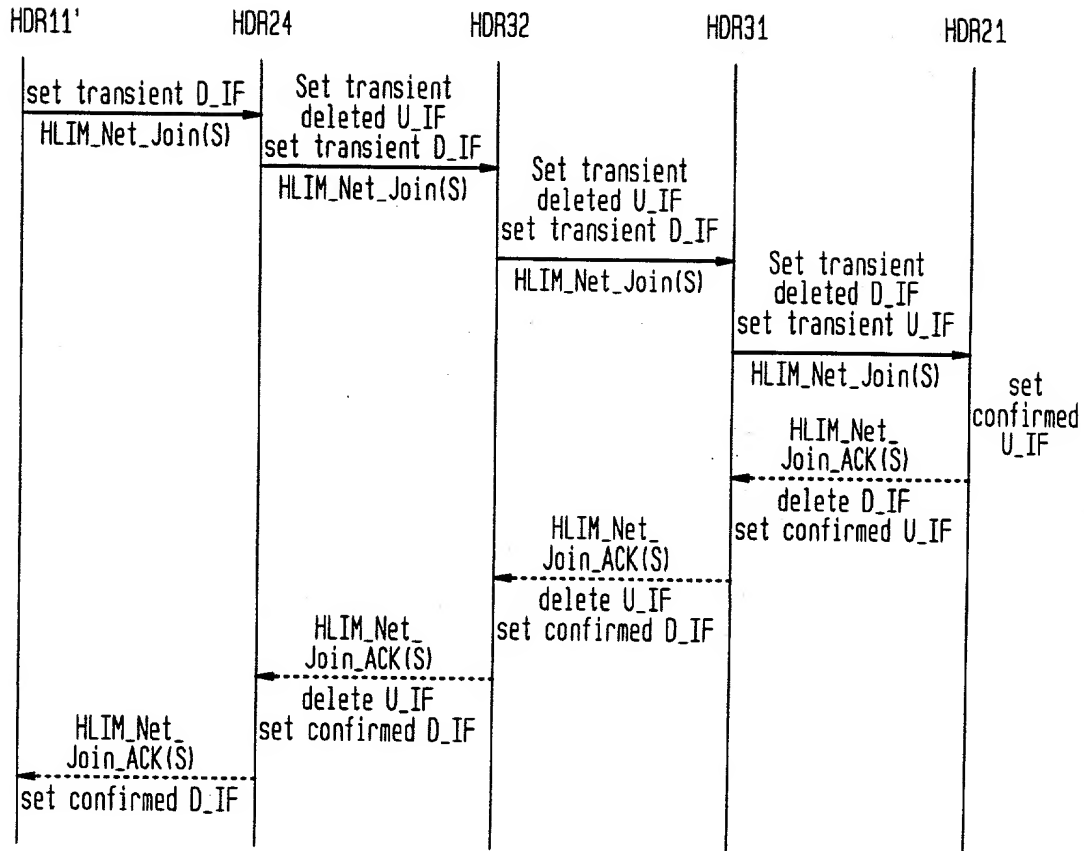 HDR11' HDR24 HDR32 HDR31 HDR21
set transient D_IF
HLIM_Net_Join(S)
Set transient
deleted U_IF
set transient D_IF
HLIM_Net_Join(S)
Set transient
deleted U_IF
set transient D_IF
HLIM_Net_Join(S)
Set transient
deleted D_IF
set transient U_IF
HLIM_Net_Join(S)
set
confirmed
U_IF
HLIM_Net_
Join_ACK(S)
delete D_IF
set confirmed U_IF
HLIM_Net_
Join_ACK(S)
delete U_IF
set confirmed D_IF
HLIM_Net_
Join_ACK(S)
delete U_IF
set confirmed D_IF
HLIM_Net_
Join_ACK(S)
set confirmed D_IF